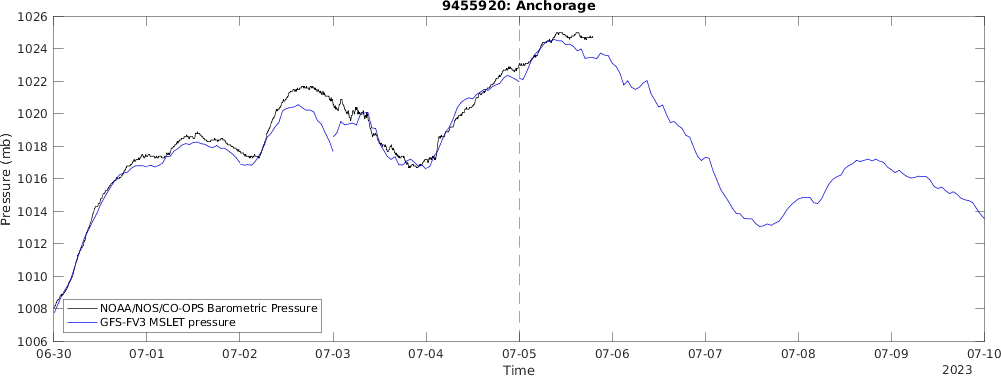 9455920: Anchorage
1026
1024
1022
1020
1018
1016
1014
1012
1010
1008
1006
Pressure (mb)
NOAA/NOS/CO-OPS Barometric Pressure
GFS-FV3 MSLET pressure
06-30 07-01 07-02 07-03 07-04 07-05 07-06 07-07 07-08 07-09 07-10
Time
2023